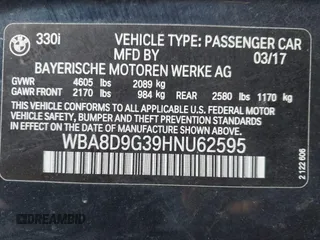 330i VEHICLE TYPE: PASSENGER CAR
MFD BY 03/17
BAYERISCHE MOTOREN WERKE AG
GVWR 4605 lbs 2089 kg
GAWR FRONT 2170 lbs 984 kg REAR 2580 lbs 1170 kg
THIS VEHICLE CONFORMS TO ALL APPLICABLE U.S. FEDERAL MOTOR
VEHICLE SAFETY, BUMPER AND THEFT PREVENTION STANDARDS
IN EFFECT ON THE DATE OF MANUFACTURE SHOWN ABOVE.
WBA8D9G39HNU62595
2 122 606
DREAMBID